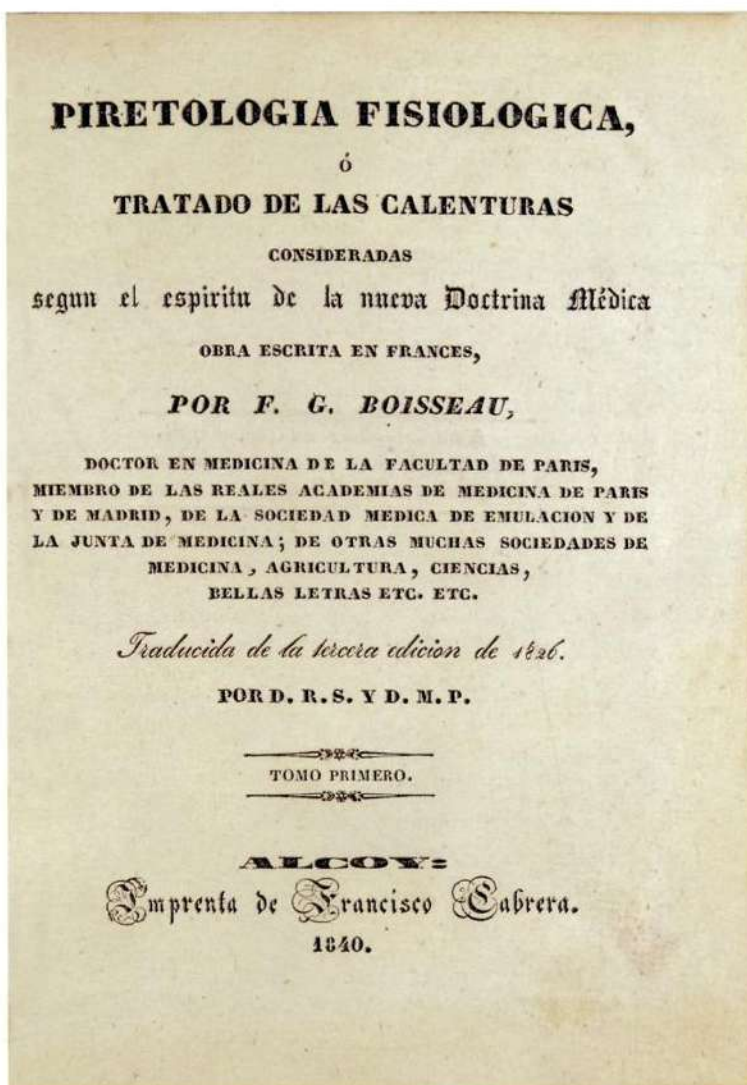 PIRETOLOGIA FISIOLOGICA,
ó
TRATADO DE LAS CALENTURAS
CONSIDERADAS
segun el espiritu de la nueva Doctrina Médica
OBRA ESCRITA EN FRANCES,
POR F. G. BOISSEAU,
DOCTOR EN MEDICINA DE LA FACULTAD DE PARIS,
MIEMBRO DE LAS REALES ACADEMIAS DE MEDICINA DE PARIS
Y DE MADRID, DE LA SOCIEDAD MEDICA DE EMULACION Y DE
LA JUNTA DE MEDICINA; DE OTRAS MUCHAS SOCIEDADES DE
MEDICINA, AGRICULTURA, CIENCIAS,
BELLAS LETRAS ETC. ETC.
Traducida de la tercera edicion de 1826.
POR D. R. S. Y D. M. P.
TOMO PRIMERO.
ALCOY:
Imprenta de Francisco Cabrera.
1840.